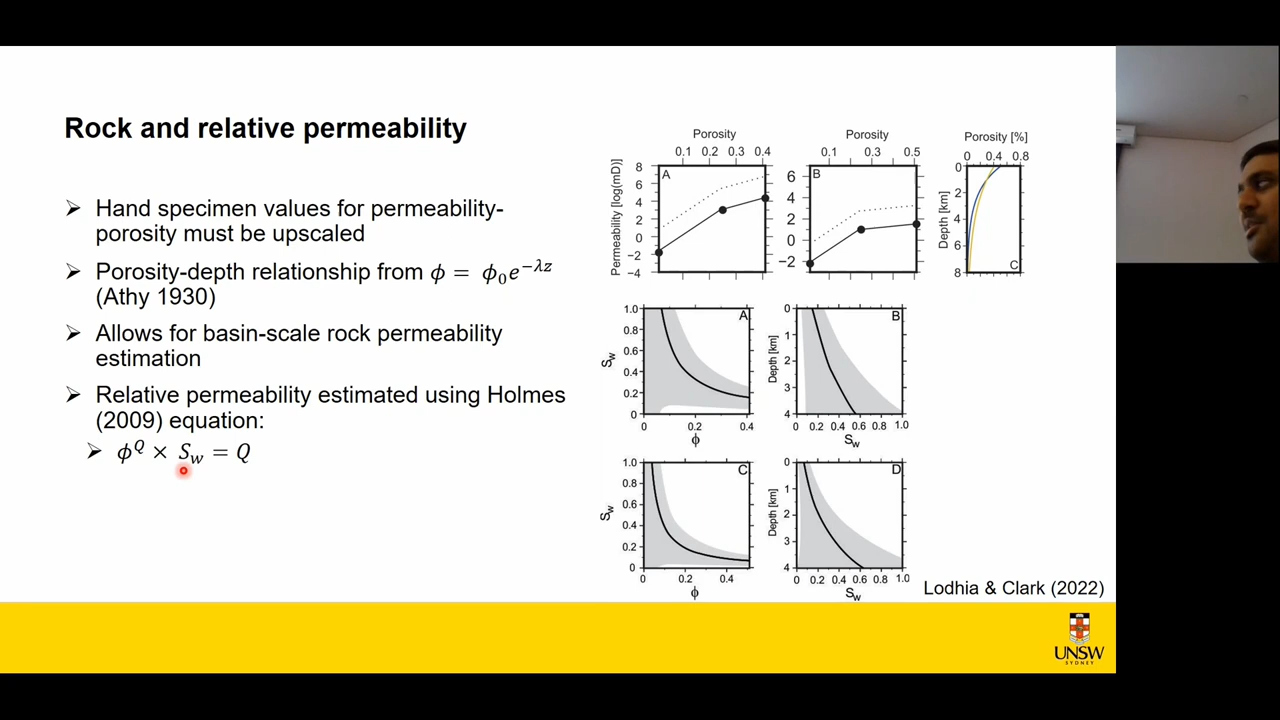 Rock and relative permeability
➢ Hand specimen values for permeability-
porosity must be upscaled
➢ Porosity-depth relationship from ϕ = ϕ₀e^{−λz}
(Athy 1930)
➢ Allows for basin-scale rock permeability
estimation
➢ Relative permeability estimated using Holmes
(2009) equation:
➢ ϕ^Q × S_w = Q
Porosity
0.1 0.2 0.3 0.4
Permeability [log(mD)]
8
6
4
2
0
−2
−4
A
Porosity
0.1 0.3 0.5
6
4
2
0
−2
B
Porosity [%]
0 0.4 0.8
Depth [km]
0
2
4
6
8
C
S_w
1.0
0.8
0.6
0.4
0.2
0
A
0 0.2 0.4
ϕ
Depth [km]
0
1
2
3
4
B
0 0.2 0.4 0.6 0.8 1.0
S_w
S_w
1.0
0.8
0.6
0.4
0.2
0
C
0 0.2 0.4
ϕ
Depth [km]
0
1
2
3
4
D
0 0.2 0.4 0.6 0.8 1.0
S_w
Lodhia & Clark (2022)
UNSW
SYDNEY